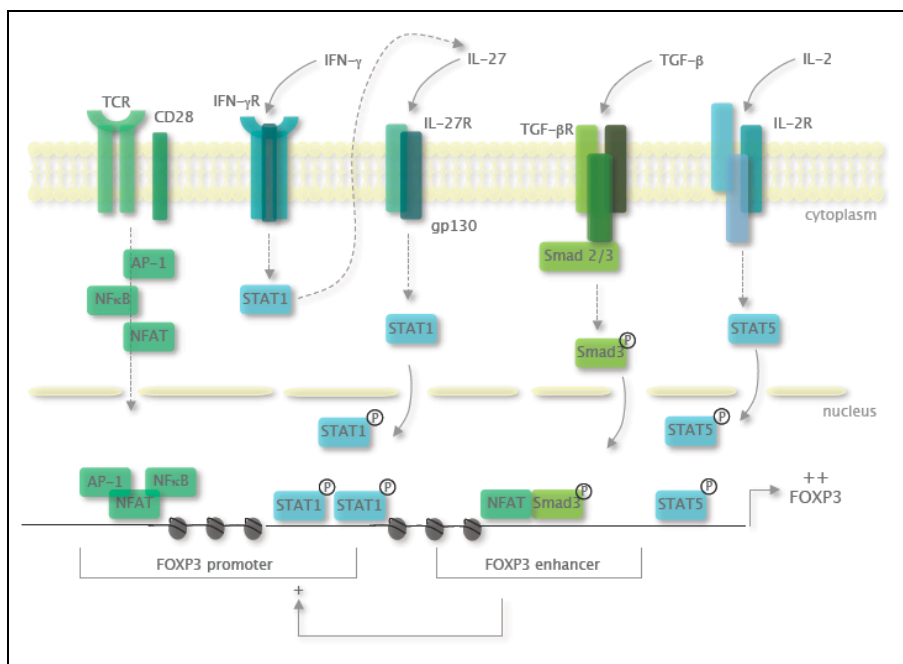 IFN-γ
IL-27
TGF-β
IL-2
TCR
CD28
IFN-γR
IL-27R
TGF-βR
IL-2R
cytoplasm
gp130
AP-1
Smad 2/3
NFκB
STAT1
NFAT
STAT1
STAT5
P
Smad3
nucleus
P
STAT1
P
STAT5
AP-1
NFκB
NFAT
P
STAT1
P
STAT1
NFAT
P
Smad3
P
STAT5
++
FOXP3
FOXP3 promoter
FOXP3 enhancer
+